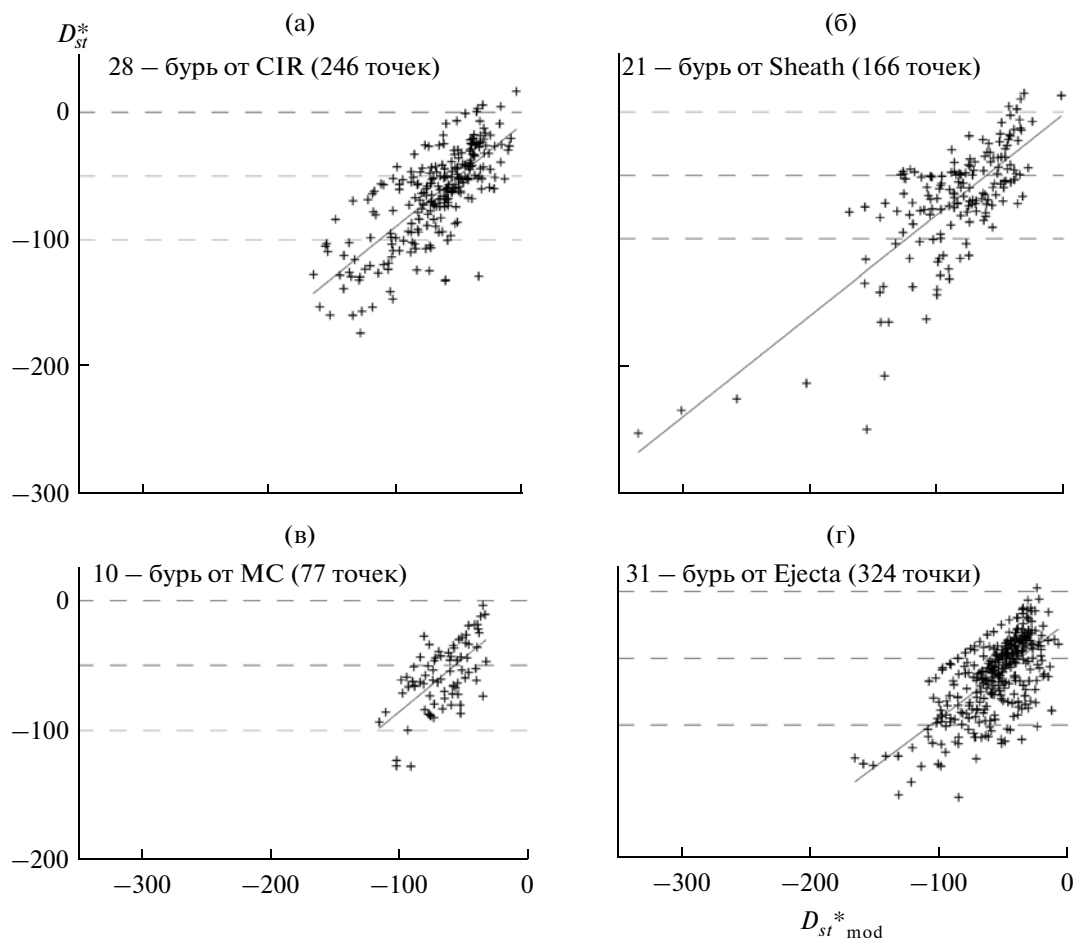 (а)
(б)
D*st
28 – бурь от CIR (246 точек)
21 – бурь от Sheath (166 точек)
0
−100
−200
−300
(в)
(г)
10 – бурь от MC (77 точек)
31 – бурь от Ejecta (324 точки)
0
−100
−200
−300 −200 −100 0
−300 −200 −100 0
Dst*mod